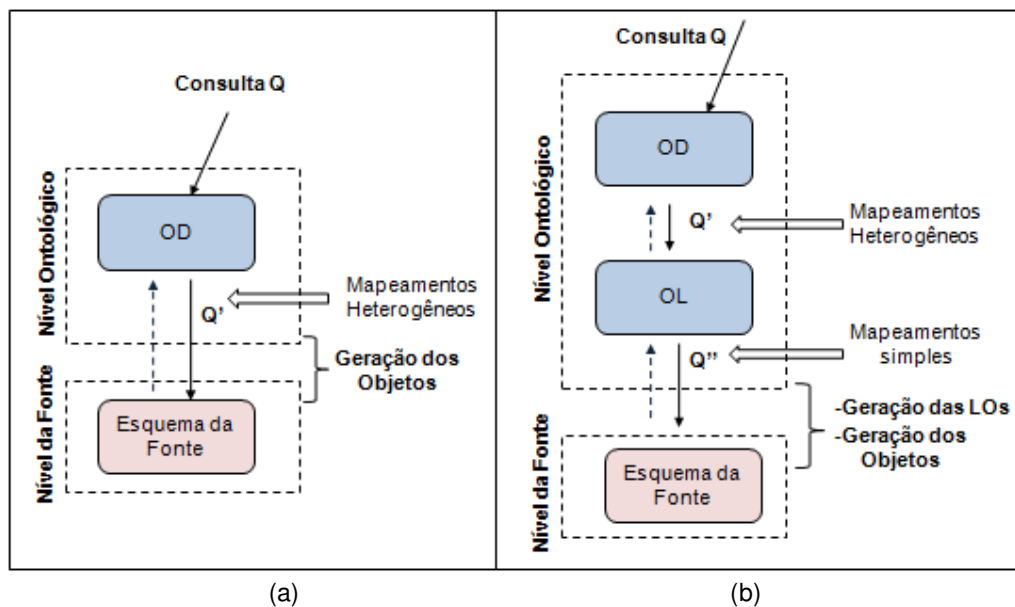 Consulta Q
Nível Ontológico
OD
Q'
Mapeamentos
Heterogêneos
Geração dos
Objetos
Nível da Fonte
Esquema da
Fonte
(a)
Consulta Q
Nível Ontológico
OD
Q'
Mapeamentos
Heterogêneos
OL
Q''
Mapeamentos
simples
-Geração das LOs
-Geração dos
Objetos
Nível da Fonte
Esquema da
Fonte
(b)